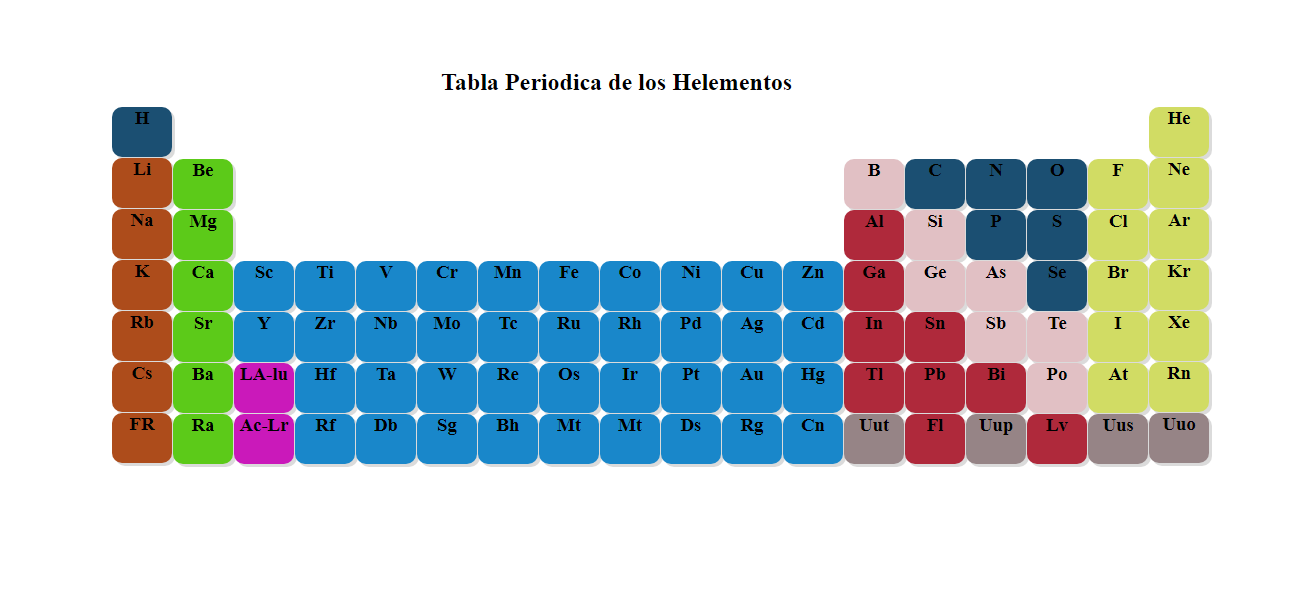 Tabla Periodica de los Helementos
H He
Li Be B C N O F Ne
Na Mg Al Si P S Cl Ar
K Ca Sc Ti V Cr Mn Fe Co Ni Cu Zn Ga Ge As Se Br Kr
Rb Sr Y Zr Nb Mo Tc Ru Rh Pd Ag Cd In Sn Sb Te I Xe
Cs Ba LA-lu Hf Ta W Re Os Ir Pt Au Hg Tl Pb Bi Po At Rn
FR Ra Ac-Lr Rf Db Sg Bh Mt Mt Ds Rg Cn Uut Fl Uup Lv Uus Uuo